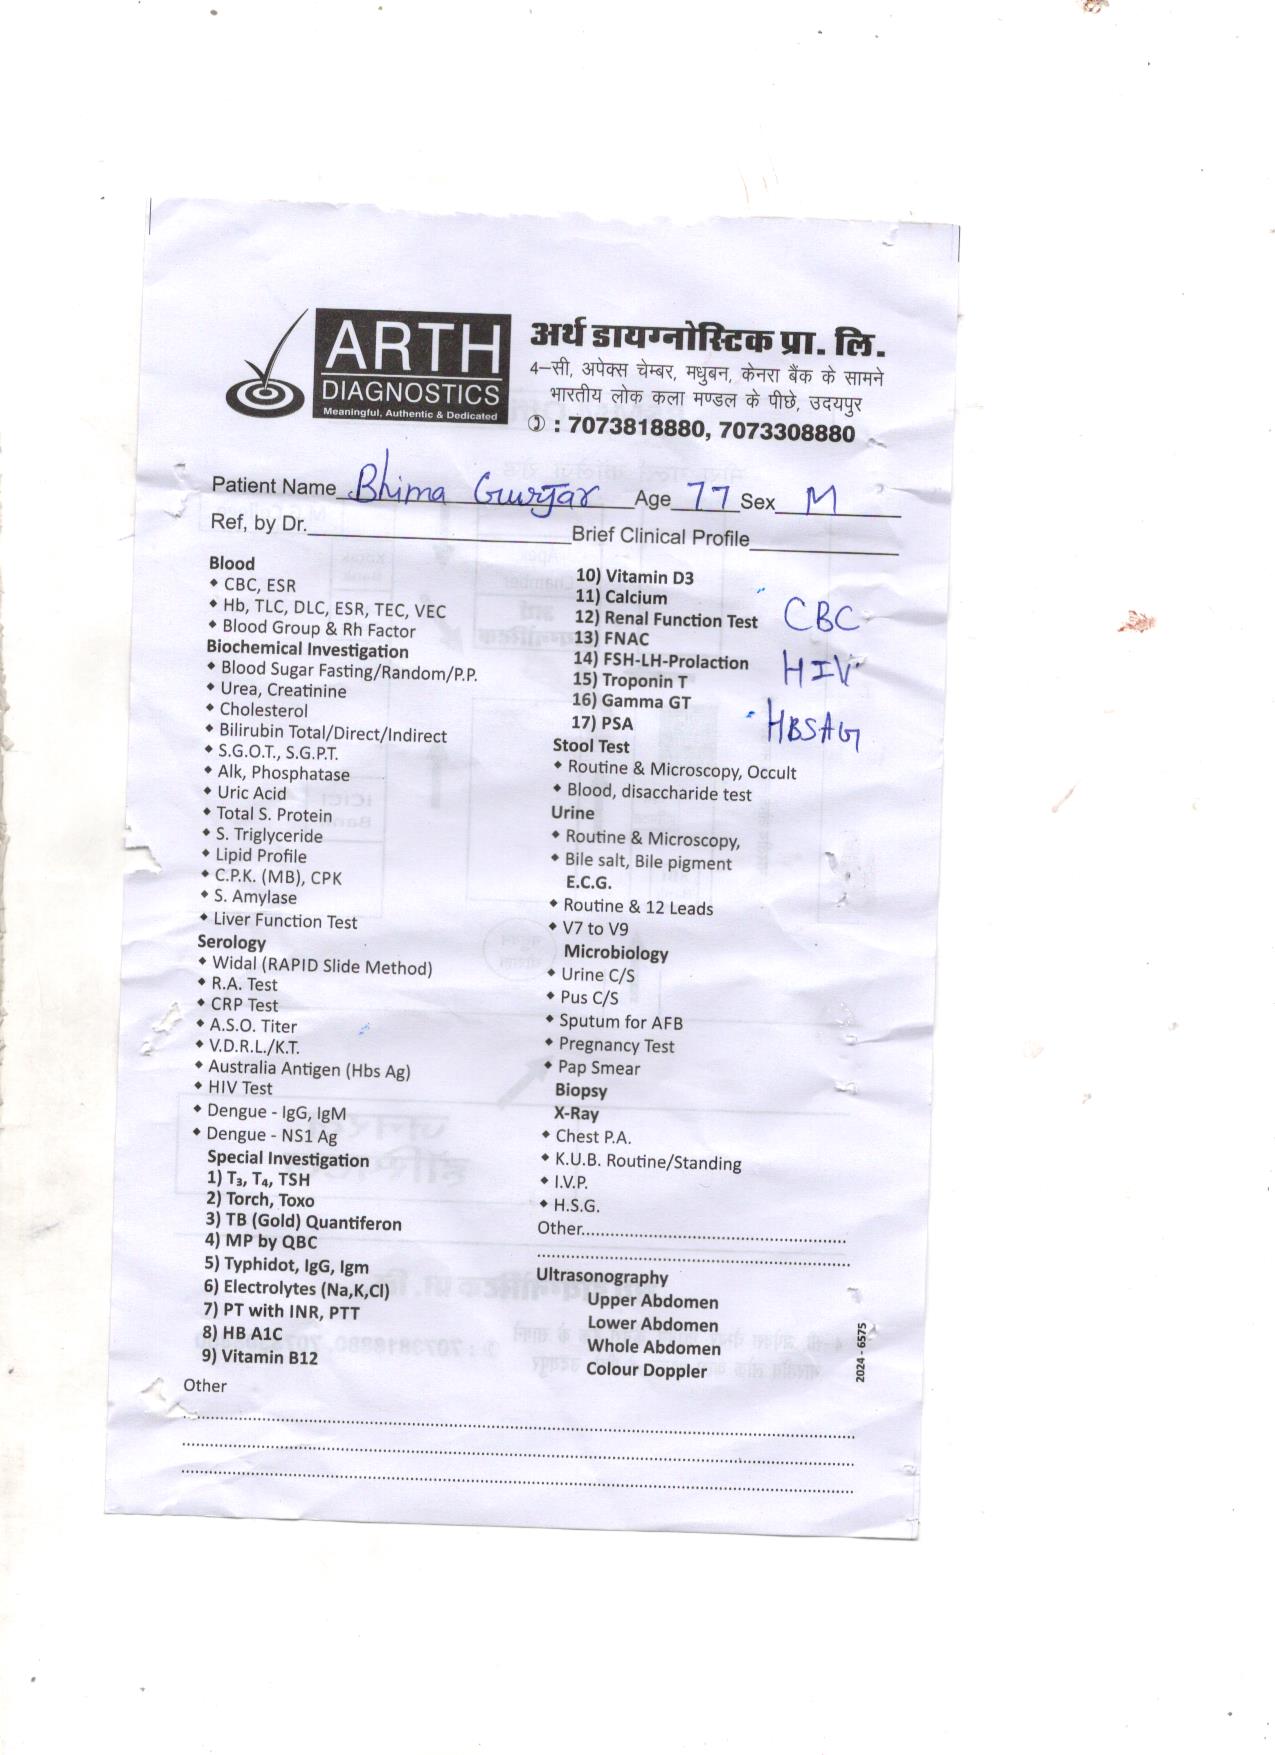 ARTH
DIAGNOSTICS
Meaningful, Authentic & Dedicated
अर्थ डायग्नोस्टिक प्रा. लि.
4–सी, अपेक्स चेम्बर, मधुबन, केनरा बैंक के सामने
भारतीय लोक कला मण्डल के पीछे, उदयपुर
: 7073818880, 7073308880
Patient Name Bhima Gurjar Age 77 Sex M
Ref, by Dr. Brief Clinical Profile
Blood
• CBC, ESR
• Hb, TLC, DLC, ESR, TEC, VEC
• Blood Group & Rh Factor
Biochemical Investigation
• Blood Sugar Fasting/Random/P.P.
• Urea, Creatinine
• Cholesterol
• Bilirubin Total/Direct/Indirect
• S.G.O.T., S.G.P.T.
• Alk, Phosphatase
• Uric Acid
• Total S. Protein
• S. Triglyceride
• Lipid Profile
• C.P.K. (MB), CPK
• S. Amylase
• Liver Function Test
Serology
• Widal (RAPID Slide Method)
• R.A. Test
• CRP Test
• A.S.O. Titer
• V.D.R.L./K.T.
• Australia Antigen (Hbs Ag)
• HIV Test
• Dengue - IgG, IgM
• Dengue - NS1 Ag
Special Investigation
1) T₃, T₄, TSH
2) Torch, Toxo
3) TB (Gold) Quantiferon
4) MP by QBC
5) Typhidot, IgG, Igm
6) Electrolytes (Na,K,Cl)
7) PT with INR, PTT
8) HB A1C
9) Vitamin B12
10) Vitamin D3
11) Calcium
12) Renal Function Test
13) FNAC
14) FSH-LH-Prolaction
15) Troponin T
16) Gamma GT
17) PSA
CBC
HIV
HBSAG
Stool Test
• Routine & Microscopy, Occult
• Blood, disaccharide test
Urine
• Routine & Microscopy,
• Bile salt, Bile pigment
E.C.G.
• Routine & 12 Leads
• V7 to V9
Microbiology
• Urine C/S
• Pus C/S
• Sputum for AFB
• Pregnancy Test
• Pap Smear
Biopsy
X-Ray
• Chest P.A.
• K.U.B. Routine/Standing
• I.V.P.
• H.S.G.
Other
Ultrasonography
Upper Abdomen
Lower Abdomen
Whole Abdomen
Colour Doppler
2024 - 6575
Other